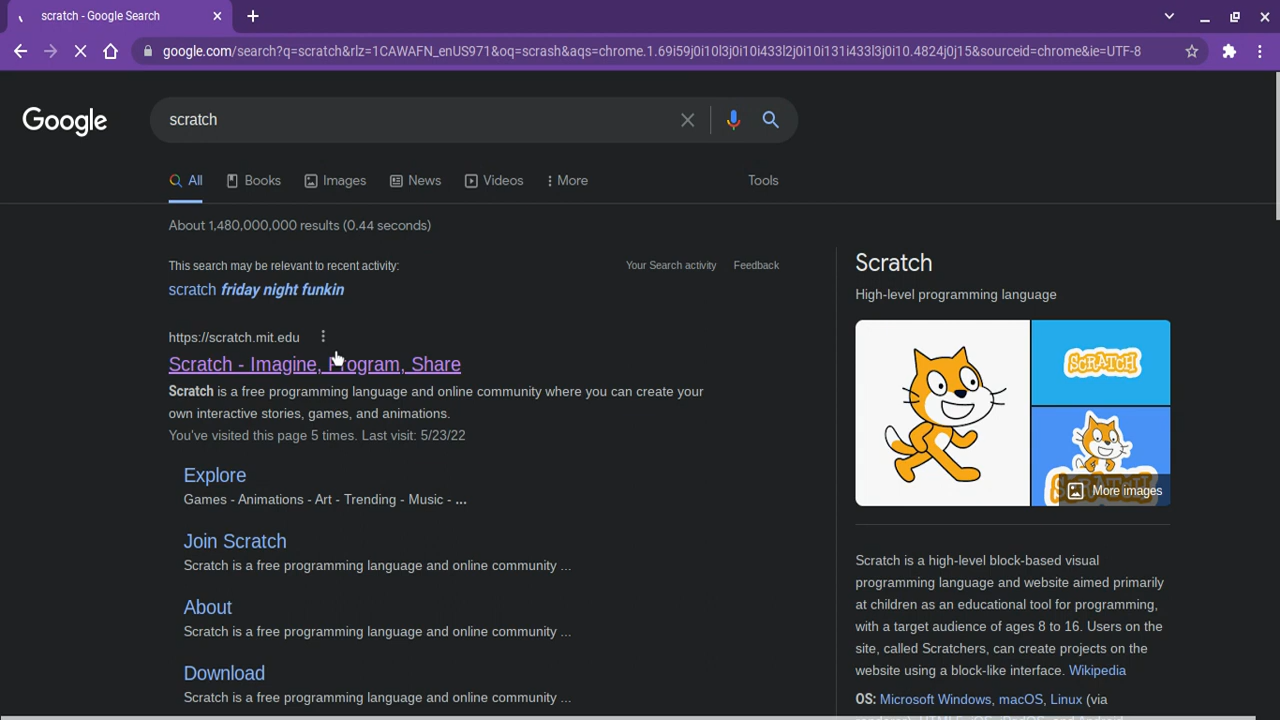 scratch - Google Search
google.com/search?q=scratch&rlz=1CAWAFN_enUS971&oq=scrash&aqs=chrome.1.69i59j0i10l3j0i10i433l2j0i10i131i433l3j0i10.4824j0j15&sourceid=chrome&ie=UTF-8
Google
scratch
All Books Images News Videos More Tools
About 1,480,000,000 results (0.44 seconds)
This search may be relevant to recent activity: Your Search activity Feedback
scratch friday night funkin
https://scratch.mit.edu
Scratch - Imagine, Program, Share
Scratch is a free programming language and online community where you can create your
own interactive stories, games, and animations.
You've visited this page 5 times. Last visit: 5/23/22
Explore
Games - Animations - Art - Trending - Music - ...
Join Scratch
Scratch is a free programming language and online community ...
About
Scratch is a free programming language and online community ...
Download
Scratch is a free programming language and online community ...
Scratch
High-level programming language
SCRATCH
SCRATCH
More images
Scratch is a high-level block-based visual
programming language and website aimed primarily
at children as an educational tool for programming,
with a target audience of ages 8 to 16. Users on the
site, called Scratchers, can create projects on the
website using a block-like interface. Wikipedia
OS: Microsoft Windows, macOS, Linux (via